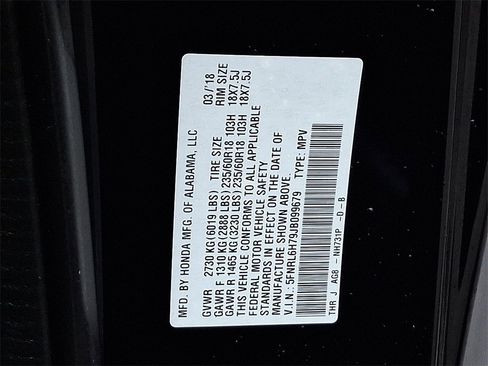 MFD. BY HONDA MFG. OF ALABAMA, LLC 03/'18
GVWR 2730 KG(6019 LBS) TIRE SIZE RIM SIZE
GAWR F 1310 KG(2888 LBS)235/60R18 103H 18X7.5J
GAWR R 1465 KG(3230 LBS)235/60R18 103H 18X7.5J
THIS VEHICLE CONFORMS TO ALL APPLICABLE
FEDERAL MOTOR VEHICLE SAFETY
STANDARDS IN EFFECT ON THE DATE OF
MANUFACTURE SHOWN ABOVE.
V.I.N.: 5FNRL6H79JB099679 TYPE: MPV
THR J AG8 - NH731P -D-B